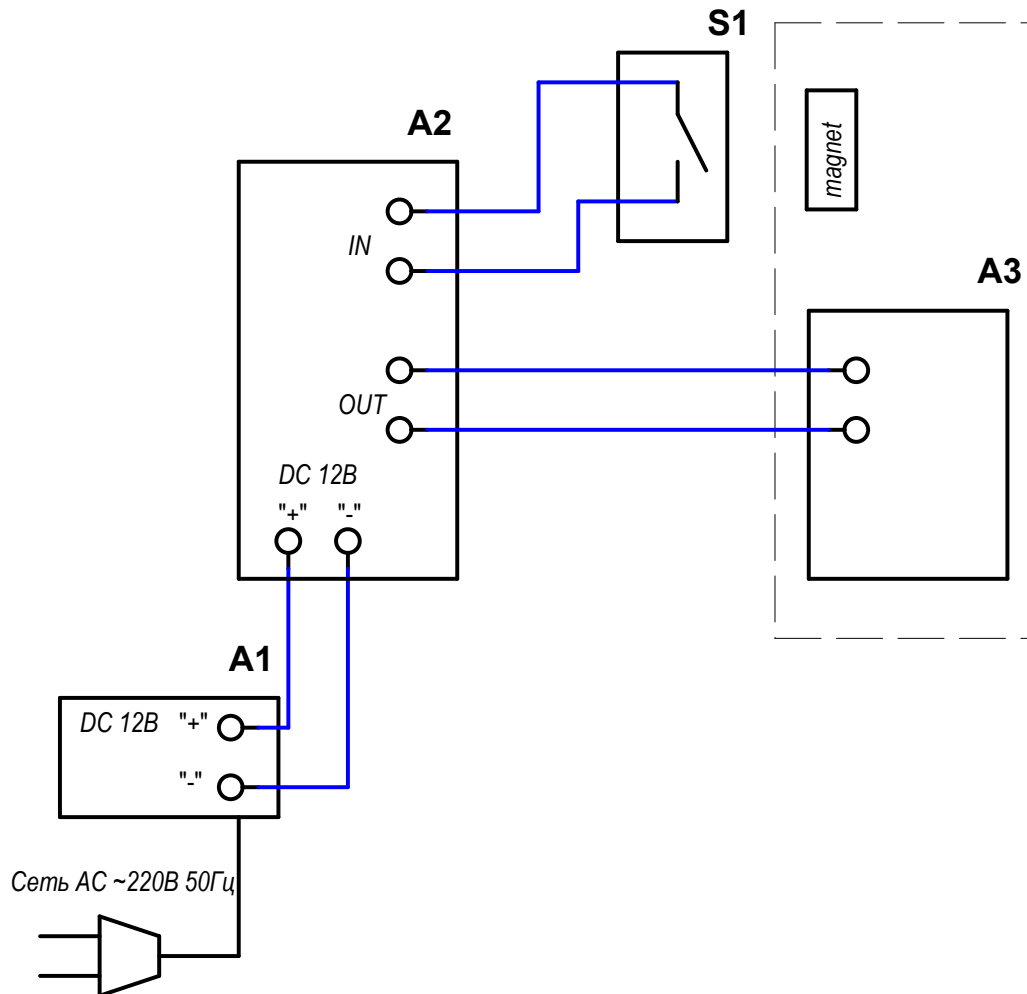 S1
A2
magnet
IN
A3
OUT
DC 12В
"+" "-"
A1
DC 12В "+"
"-"
Сеть АС ~220В 50Гц